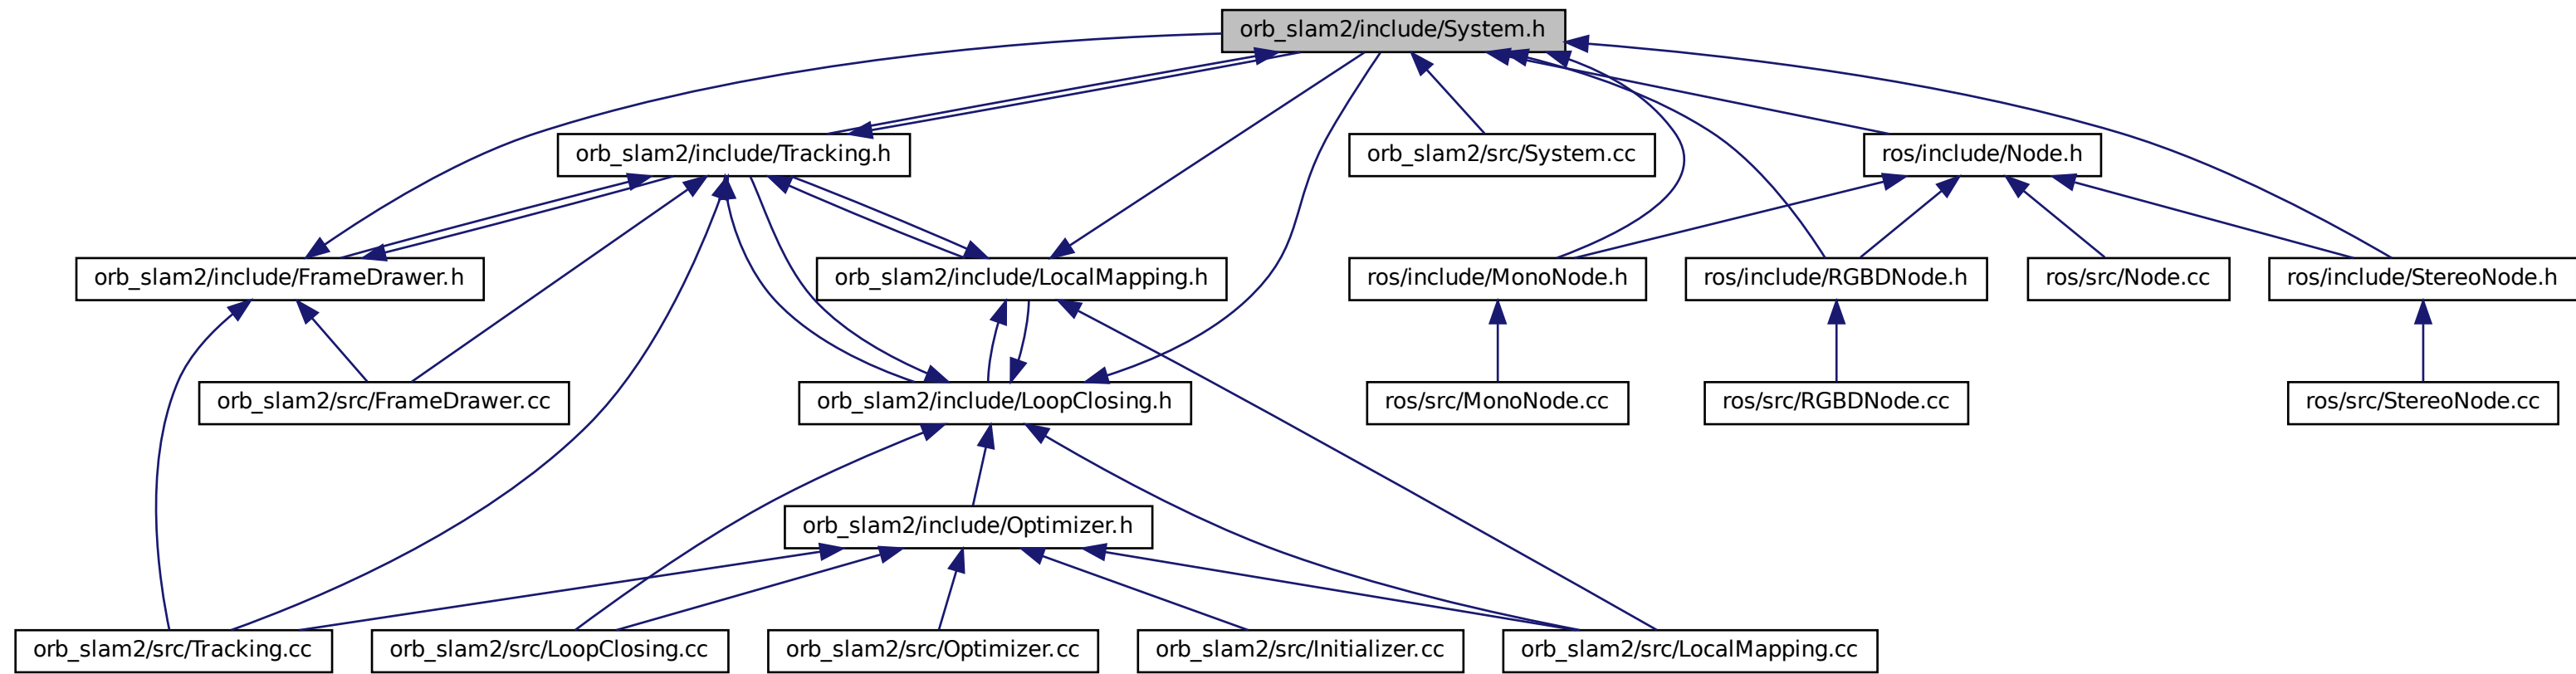 orb_slam2/include/System.h
orb_slam2/include/Tracking.h
orb_slam2/src/System.cc
ros/include/Node.h
orb_slam2/include/FrameDrawer.h
orb_slam2/include/LocalMapping.h
ros/include/MonoNode.h
ros/include/RGBDNode.h
ros/src/Node.cc
ros/include/StereoNode.h
orb_slam2/src/FrameDrawer.cc
orb_slam2/include/LoopClosing.h
ros/src/MonoNode.cc
ros/src/RGBDNode.cc
ros/src/StereoNode.cc
orb_slam2/include/Optimizer.h
orb_slam2/src/Tracking.cc
orb_slam2/src/LoopClosing.cc
orb_slam2/src/Optimizer.cc
orb_slam2/src/Initializer.cc
orb_slam2/src/LocalMapping.cc